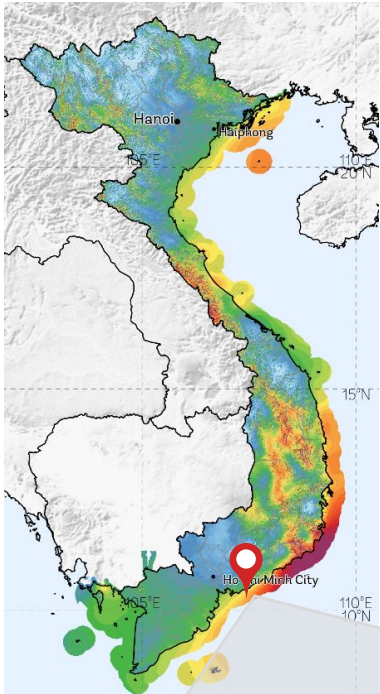 Hanoi
Haiphong
105°E
110°E
20°N
15°N
Ho Chi Minh City
105°E
110°E
10°N